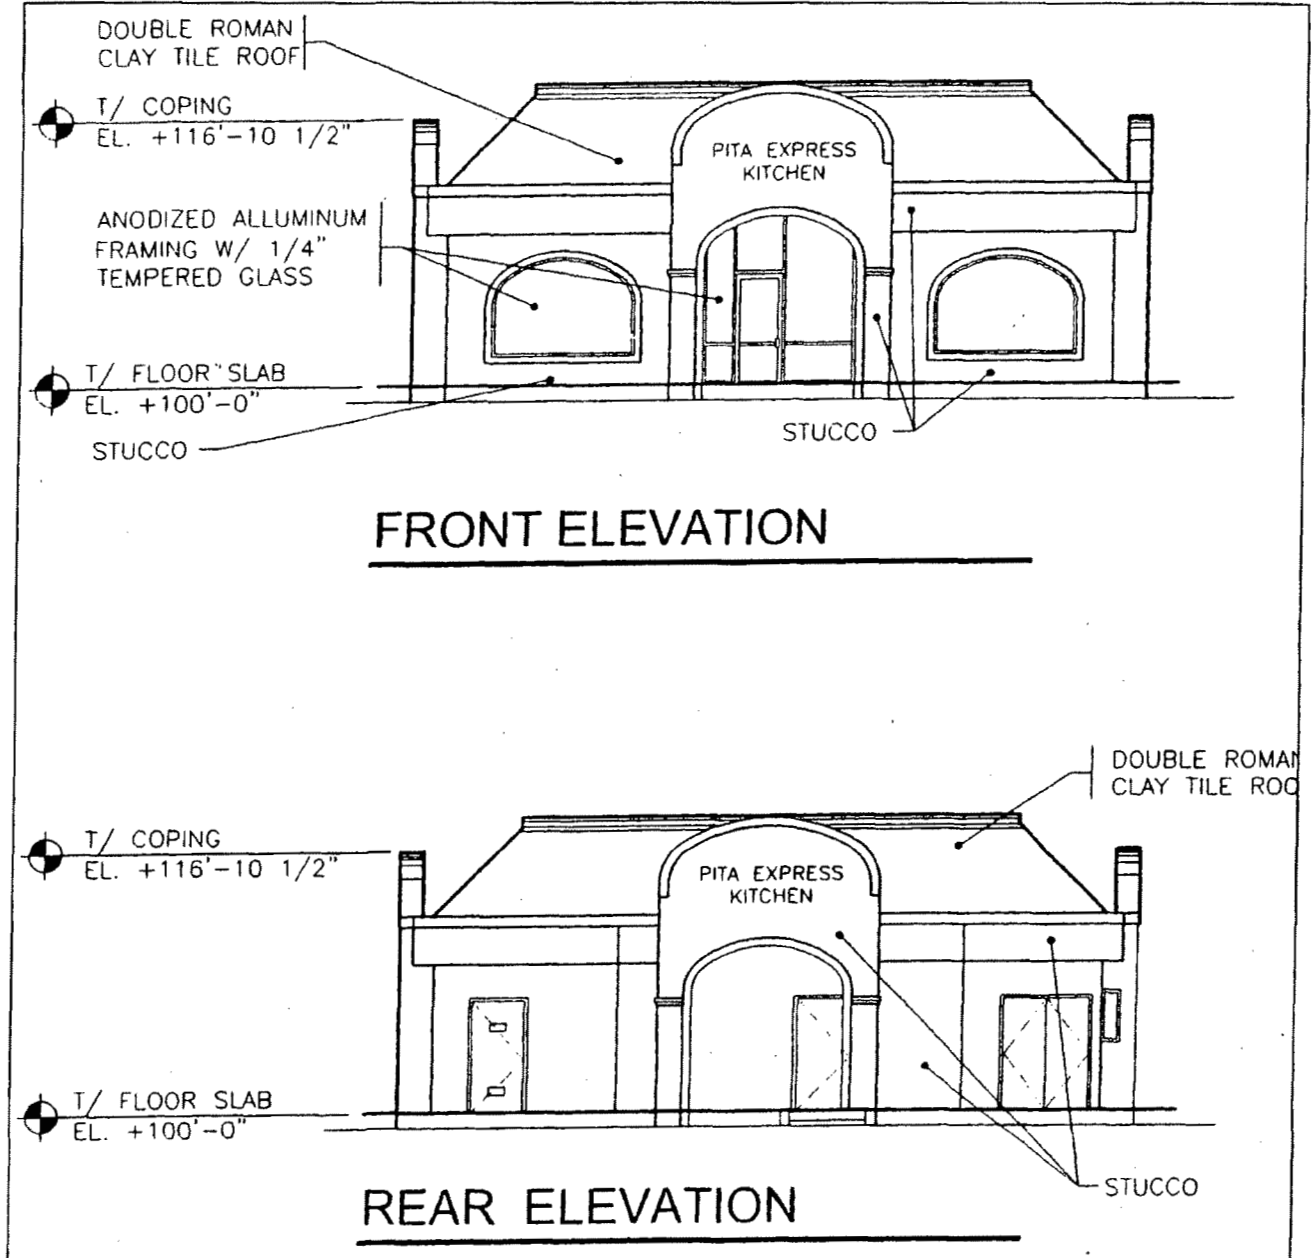 DOUBLE ROMAN
CLAY TILE ROOF
T/ COPING
EL. +116'-10 1/2"
PITA EXPRESS
KITCHEN
ANODIZED ALLUMINUM
FRAMING W/ 1/4"
TEMPERED GLASS
T/ FLOOR SLAB
EL. +100'-0"
STUCCO
STUCCO
FRONT ELEVATION
DOUBLE ROMAN
CLAY TILE ROO
T/ COPING
EL. +116'-10 1/2"
PITA EXPRESS
KITCHEN
T/ FLOOR SLAB
EL. +100'-0"
STUCCO
REAR ELEVATION